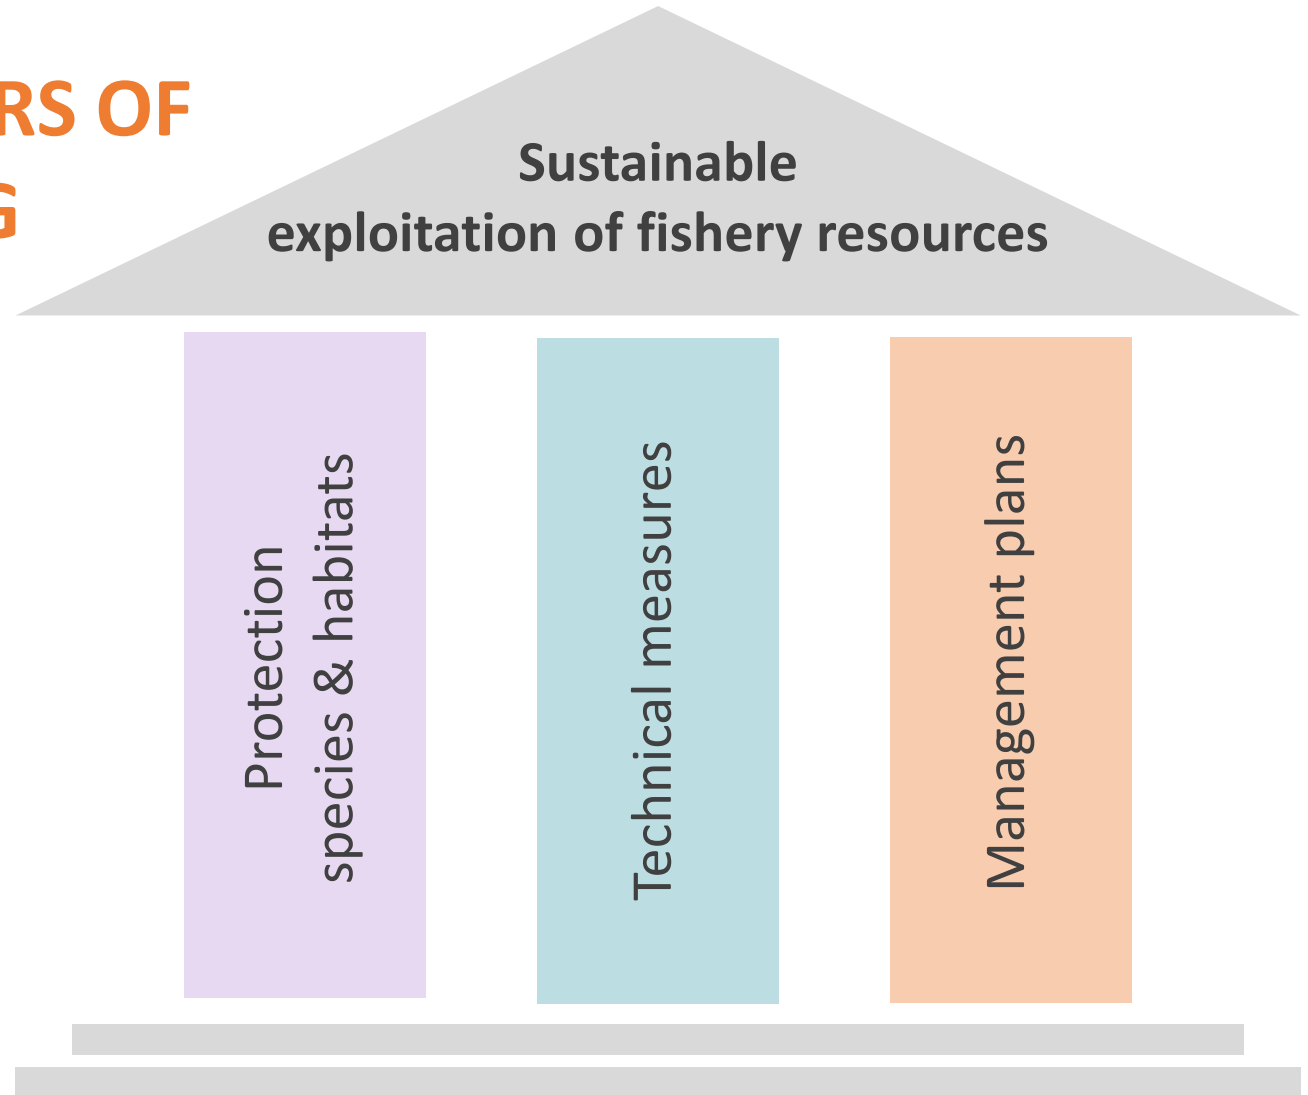 RS OF
G
Sustainable
exploitation of fishery resources
Protection
species & habitats
Technical measures
Management plans